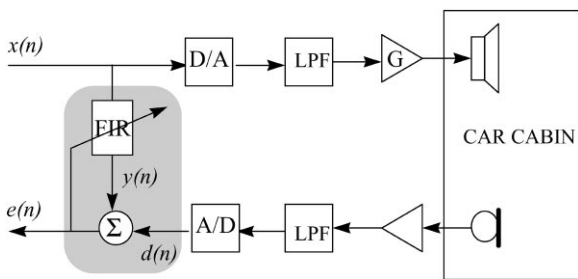 x(n)
D/A
LPF
G
FIR
CAR CABIN
y(n)
e(n)
Σ
d(n)
A/D
LPF